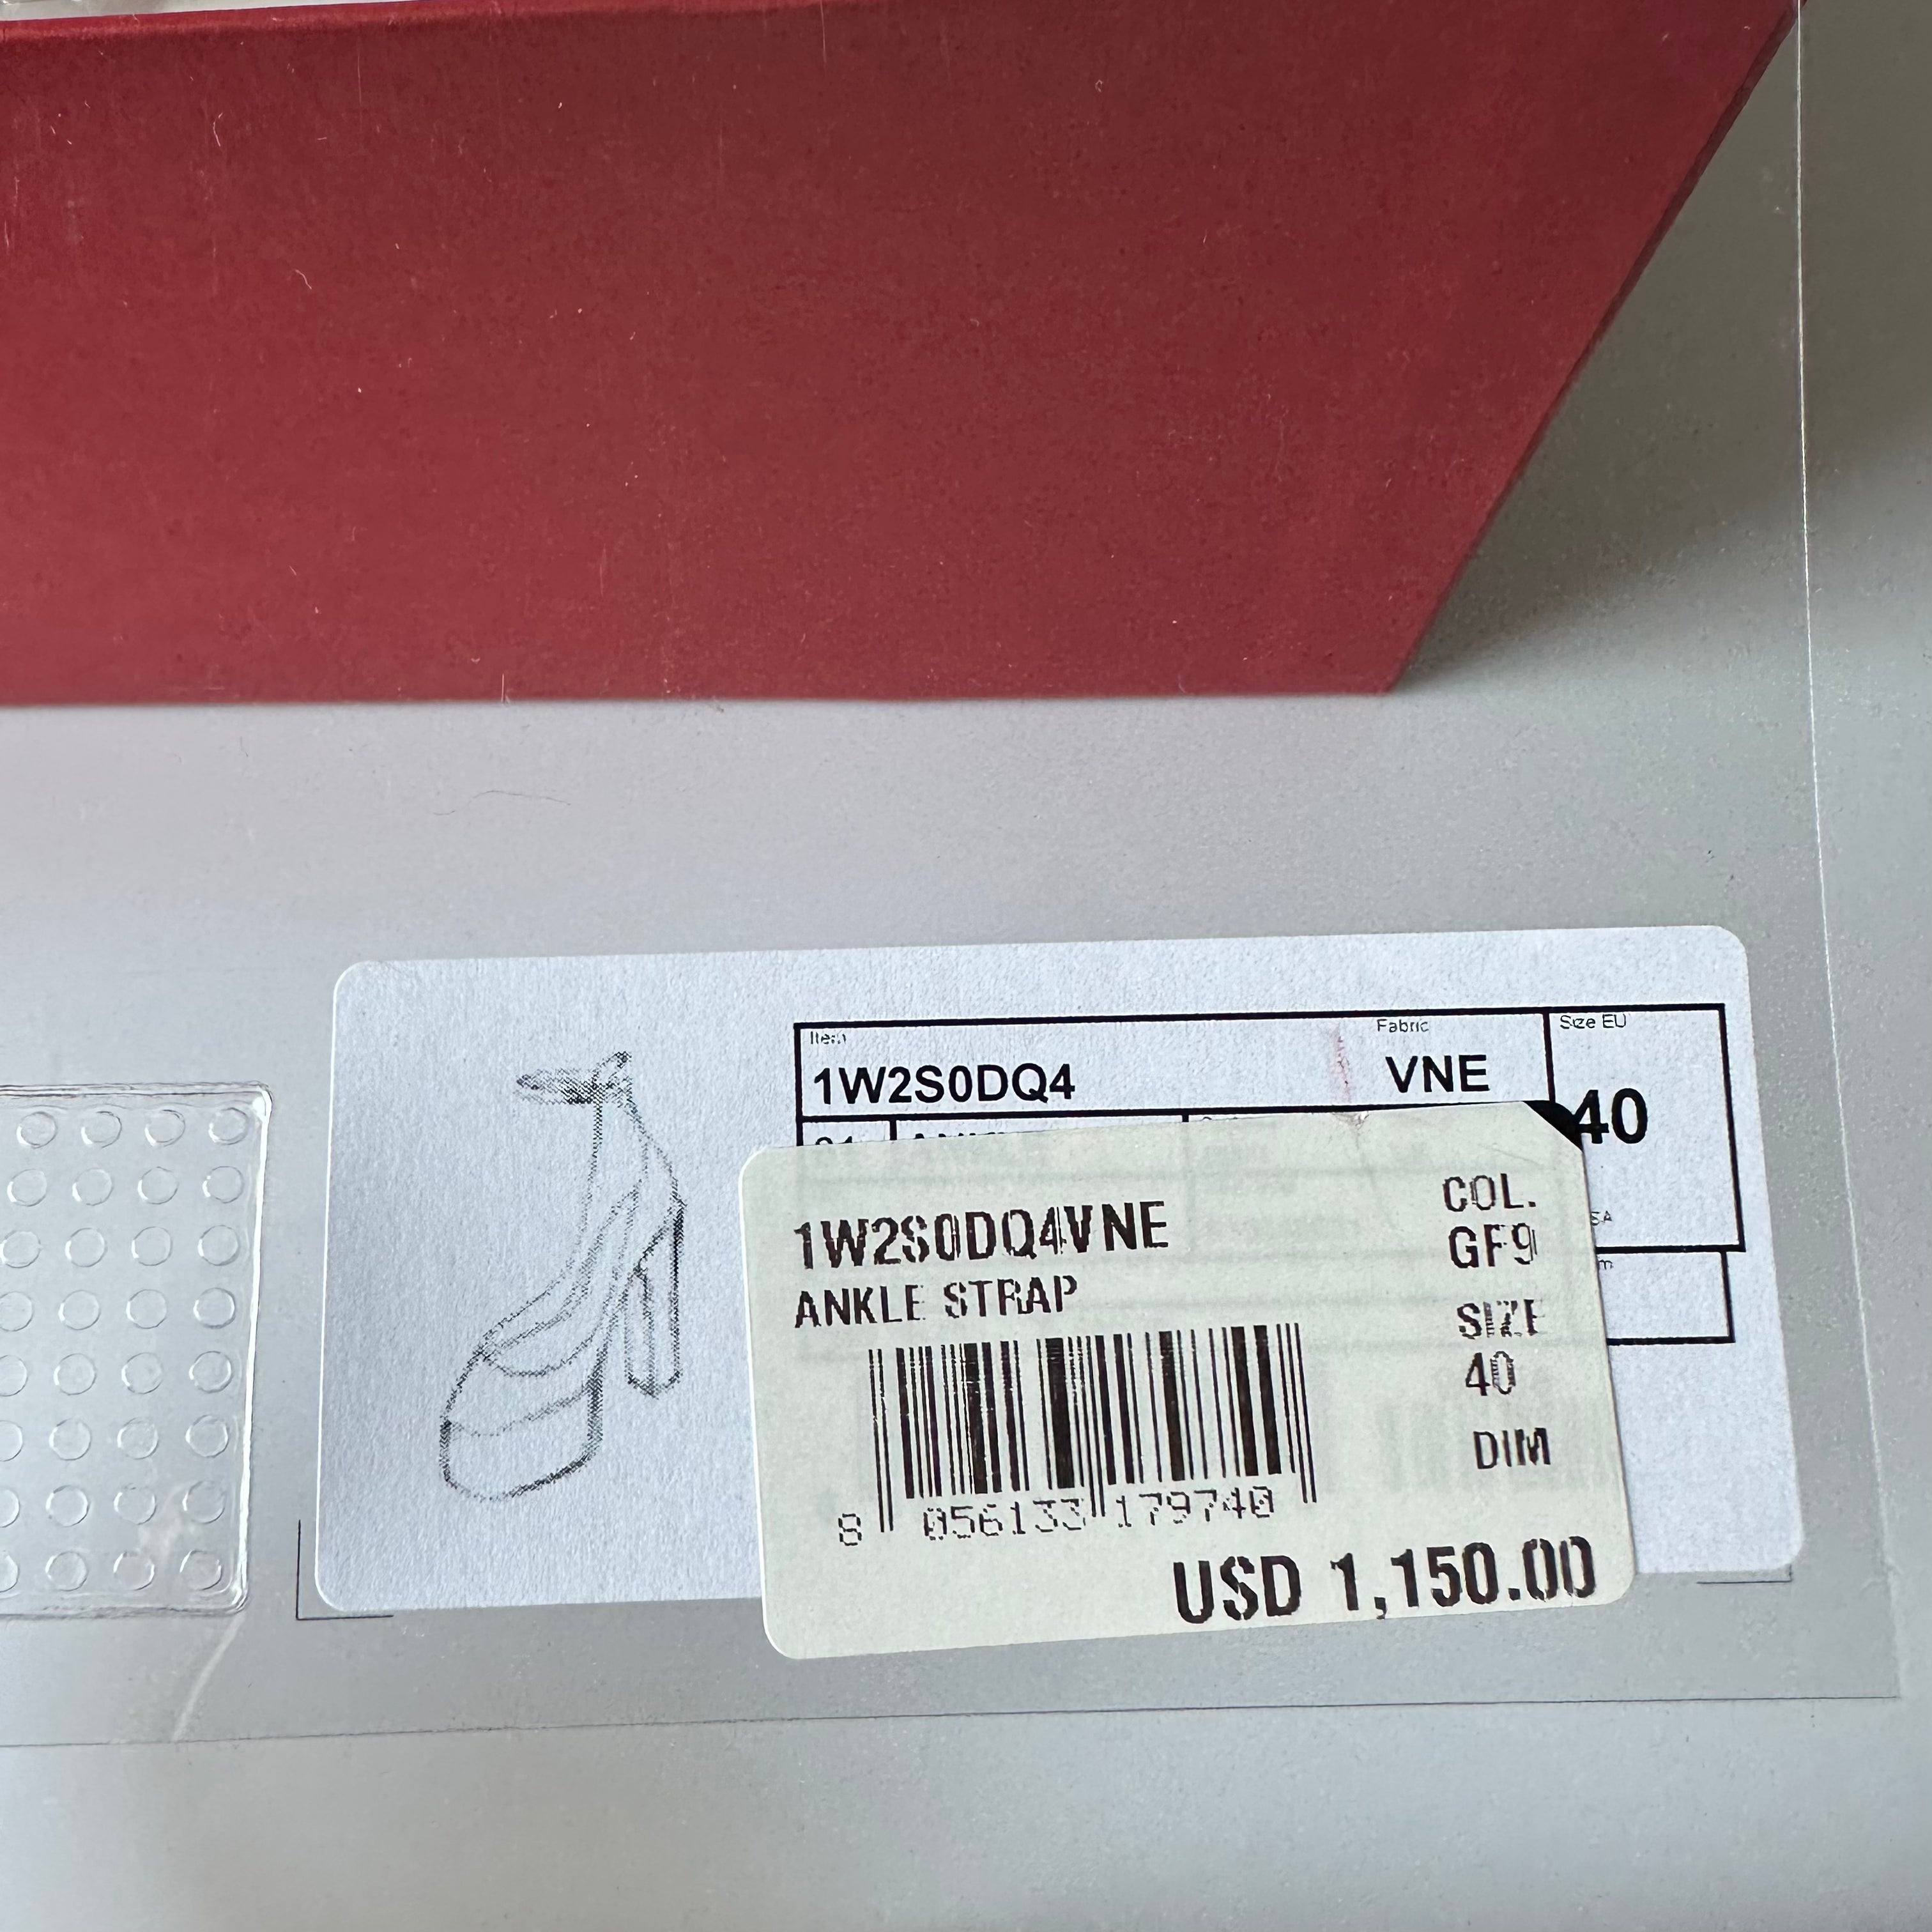 Item
Fabric
Size EU
1W2S0DQ4
VNE
40
1W2S0DQ4VNE
COL.
GF9
ANKLE STRAP
SIZE
40
DIM
8 056133 179740
USD 1,150.00